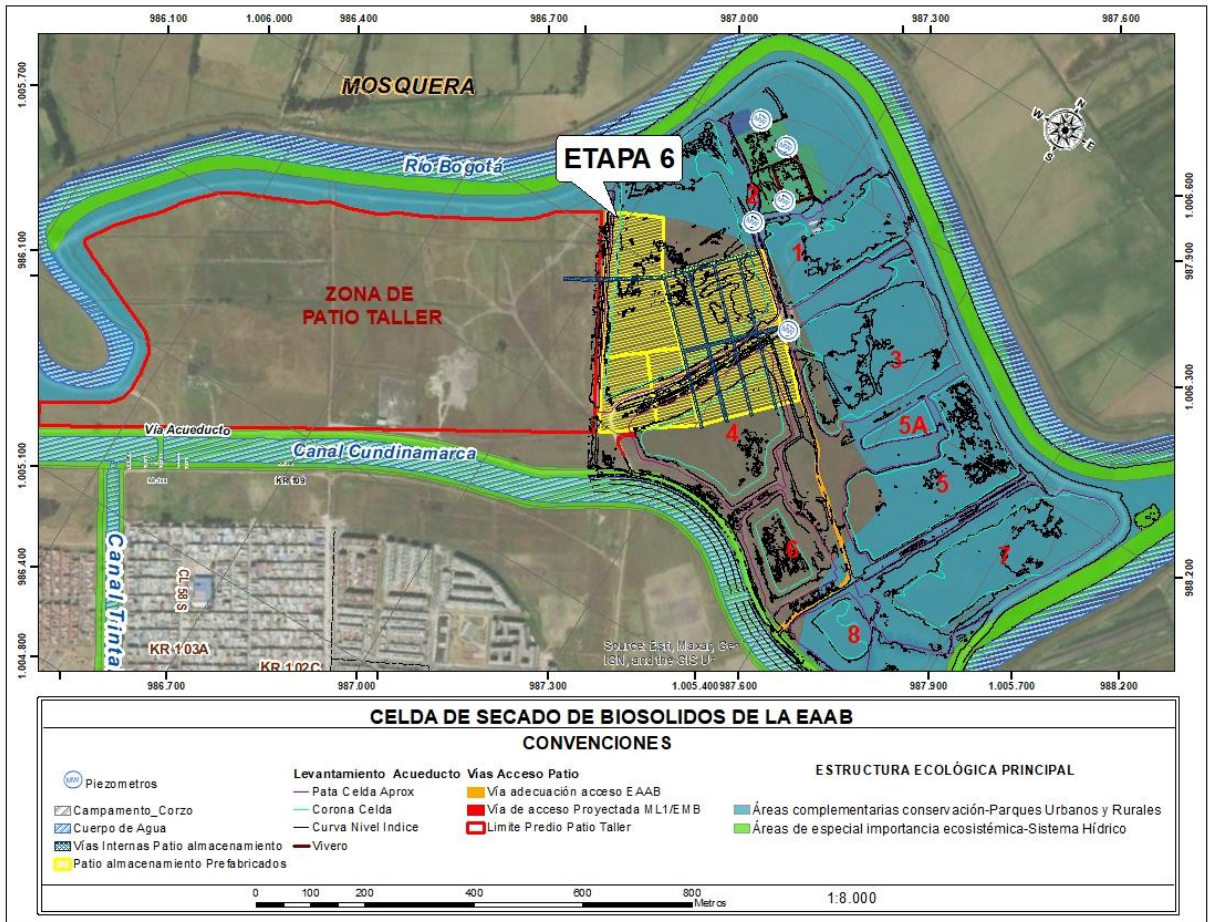 986.100 1.006.000 986.400 986.700 987.000 987.300 987.600
1.005.700
986.100
1.005.100
986.400
1.004.800
MOSQUERA
N
W
E
S
ETAPA 6
Río Bogotá
2
1
ZONA DE
PATIO TALLER
3
5A
4
5
Vía Acueducto
Canal Cundinamarca
KR 109
6
7
8
Canal Tinta
CL 58 S
KR 103A
KR 102C
Source: Esri, Maxar, Ge
IGN, and the GIS U
1.006.600
987.900
1.006.300
988.200
986.700 987.000 987.300 1.005.400 987.600 987.900 1.005.700 988.200
CELDA DE SECADO DE BIOSOLIDOS DE LA EAAB
CONVENCIONES
Piezometros
Campamento_Corzo
Cuerpo de Agua
Vías Internas Patio almacenamiento
Patio almacenamiento Prefabricados
Levantamiento Acueducto
Pata Celda Aprox
Corona Celda
Curva Nivel Indice
Vivero
Vías Acceso Patio
Vía adecuación acceso EAAB
Vía de acceso Proyectada ML1/EMB
Limite Predio Patio Taller
ESTRUCTURA ECOLÓGICA PRINCIPAL
Áreas complementarias conservación-Parques Urbanos y Rurales
Áreas de especial importancia ecosistémica-Sistema Hídrico
0 100 200 400 600 800
Metros
1:8.000